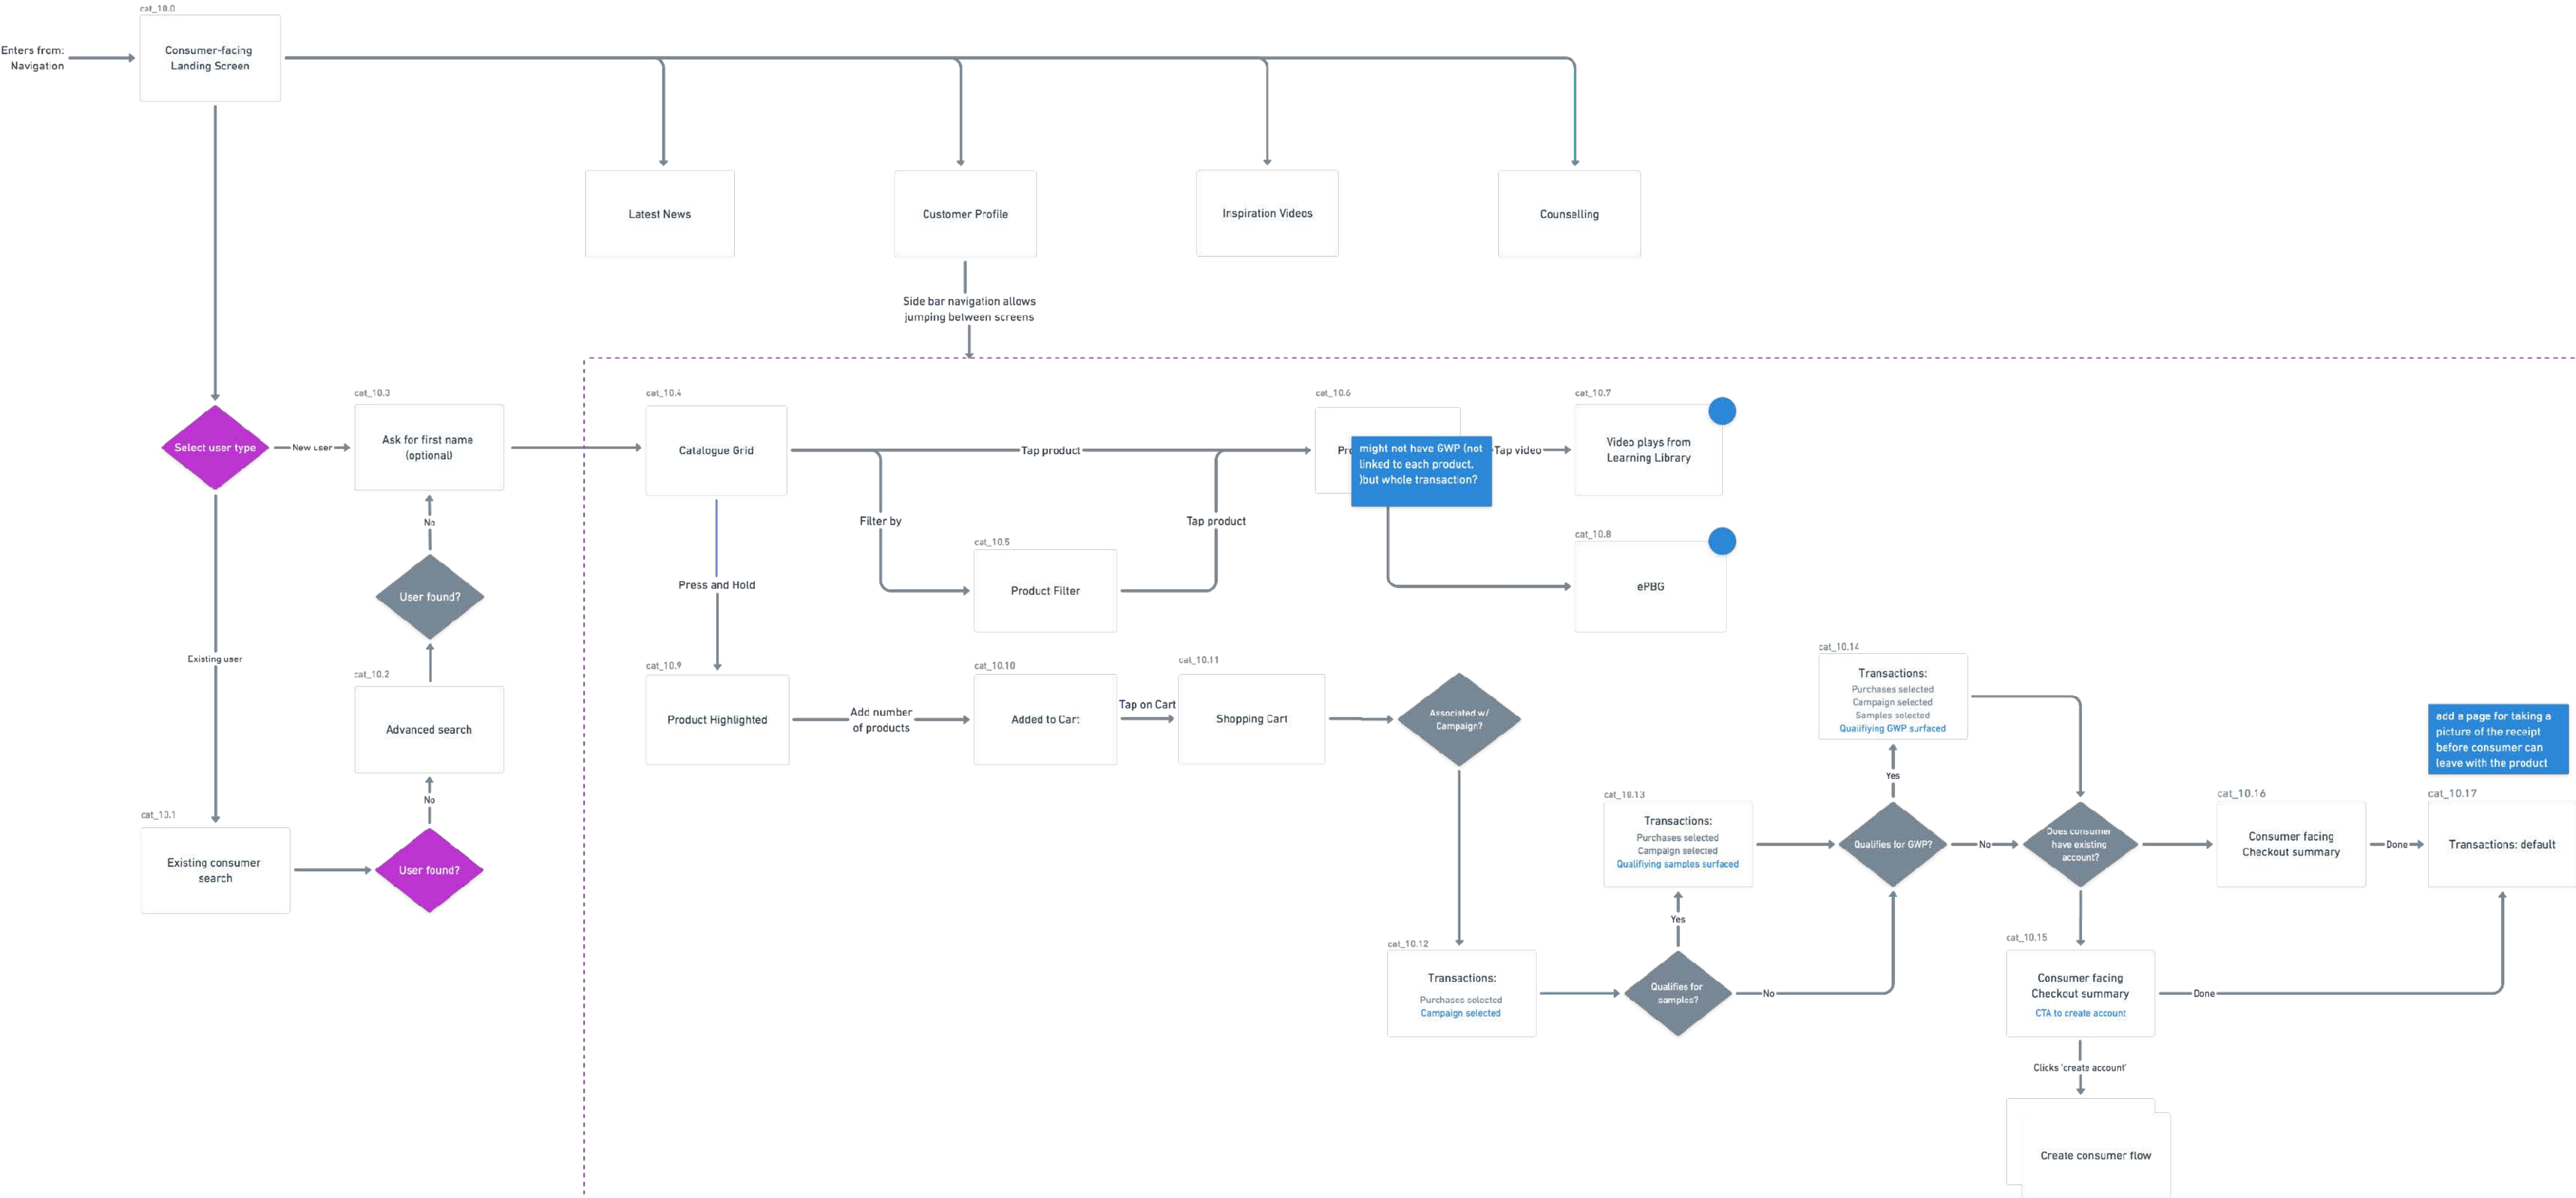 cat_10.0
Enters from:
Navigation
Consumer-facing
Landing Screen
Latest News
Customer Profile
Inspiration Videos
Counselling
Side bar navigation allows
jumping between screens
Select user type
New user
cat_10.3
Ask for first name
(optional)
No
User found?
Existing user
cat_10.2
Advanced search
No
cat_10.1
Existing consumer
search
User found?
cat_10.4
Catalogue Grid
Tap product
Filter by
Tap product
cat_10.5
Product Filter
Press and Hold
cat_10.6
might not have GWP (not
linked to each product,
)but whole transaction?
Tap video
cat_10.7
Video plays from
Learning Library
cat_10.8
ePBG
cat_10.9
Product Highlighted
Add number
of products
cat_10.10
Added to Cart
Tap on Cart
cat_10.11
Shopping Cart
Associated w/
Campaign?
cat_10.12
Transactions:
Purchases selected
Campaign selected
Qualifies for
samples?
No
Yes
cat_10.13
Transactions:
Purchases selected
Campaign selected
Qualifiying samples surfaced
Qualifies for GWP?
No
Yes
cat_10.14
Transactions:
Purchases selected
Campaign selected
Samples selected
Qualifiying GWP surfaced
Does consumer
have existing
account?
cat_10.15
Consumer facing
Checkout summary
CTA to create account
Done
Clicks 'create account'
Create consumer flow
cat_10.16
Consumer facing
Checkout summary
Done
add a page for taking a
picture of the receipt
before consumer can
leave with the product
cat_10.17
Transactions: default